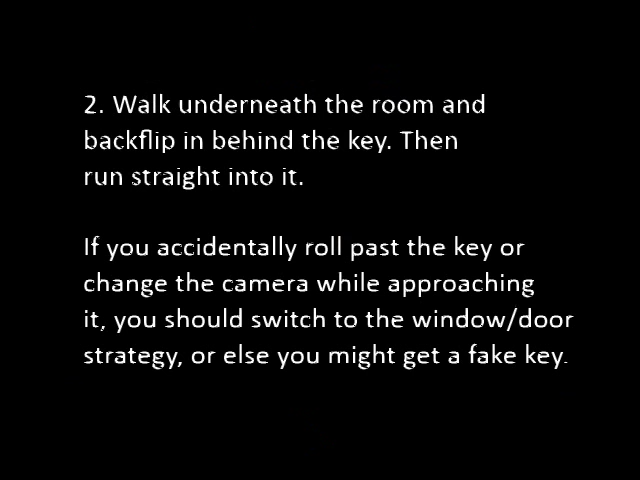 2. Walk underneath the room and
backflip in behind the key. Then
run straight into it.
If you accidentally roll past the key or
change the camera while approaching
it, you should switch to the window/door
strategy, or else you might get a fake key.